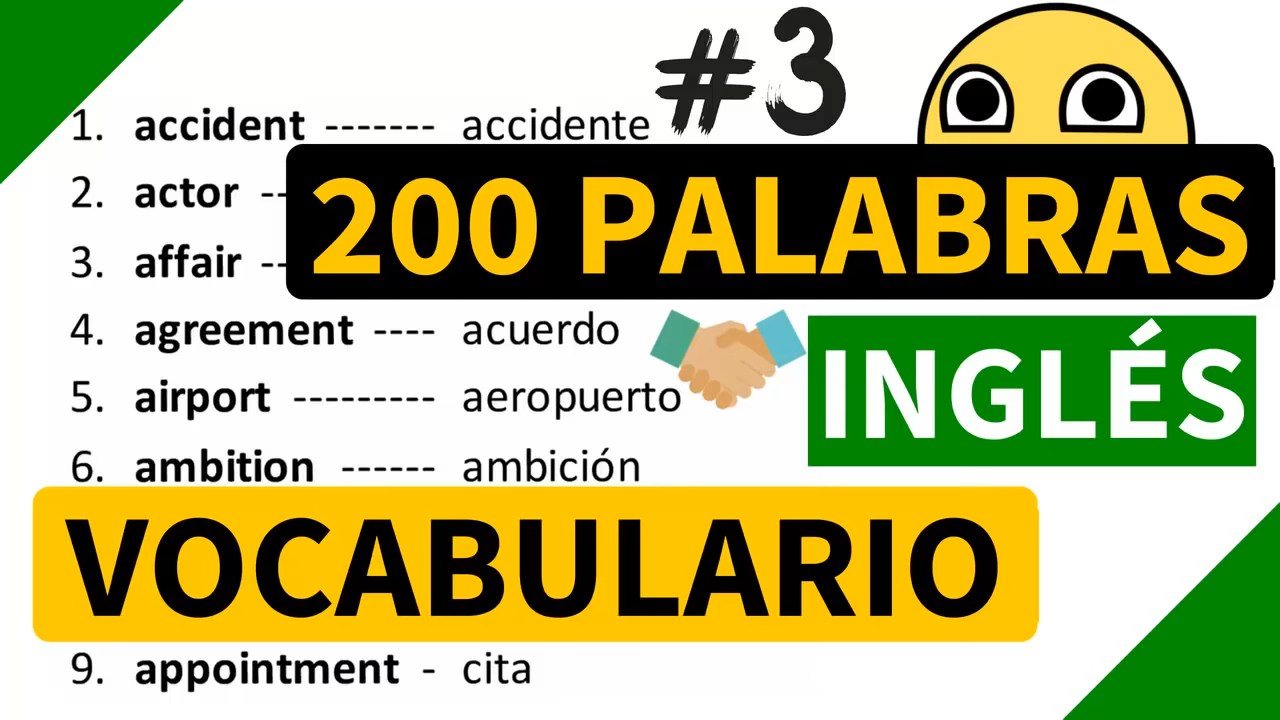 #3
1. accident ------- accidente
2. actor --
200 PALABRAS
3. affair --
4. agreement ---- acuerdo
INGLÉS
5. airport --------- aeropuerto
6. ambition ------ ambición
VOCABULARIO
9. appointment - cita